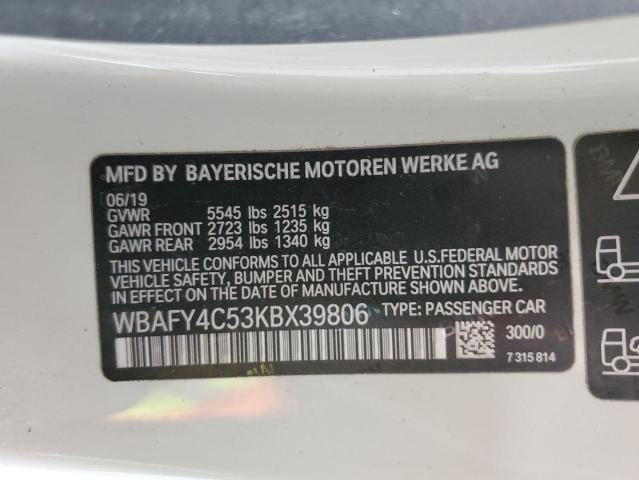 MFD BY BAYERISCHE MOTOREN WERKE AG
06/19
GVWR 5545 lbs 2515 kg
GAWR FRONT 2723 lbs 1235 kg
GAWR REAR 2954 lbs 1340 kg
THIS VEHICLE CONFORMS TO ALL APPLICABLE U.S.FEDERAL MOTOR
VEHICLE SAFETY, BUMPER AND THEFT PREVENTION STANDARDS
IN EFFECT ON THE DATE OF MANUFACTURE SHOWN ABOVE.
WBAFY4C53KBX39806 TYPE: PASSENGER CAR
300/0
7 315 814